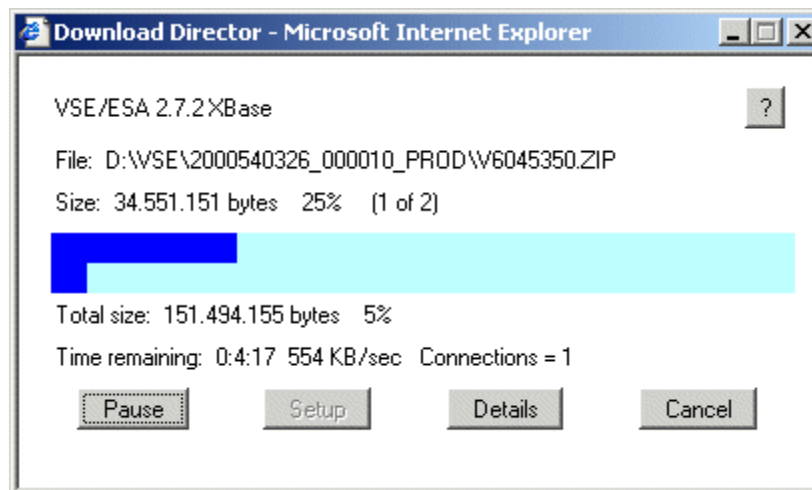 Download Director - Microsoft Internet Explorer
VSE/ESA 2.7.2 XBase
?
File: D:\VSE\2000540326_000010_PROD\V6045350.ZIP
Size: 34.551.151 bytes 25% (1 of 2)
Total size: 151.494.155 bytes 5%
Time remaining: 0:4:17 554 KB/sec Connections = 1
Pause Setup Details Cancel